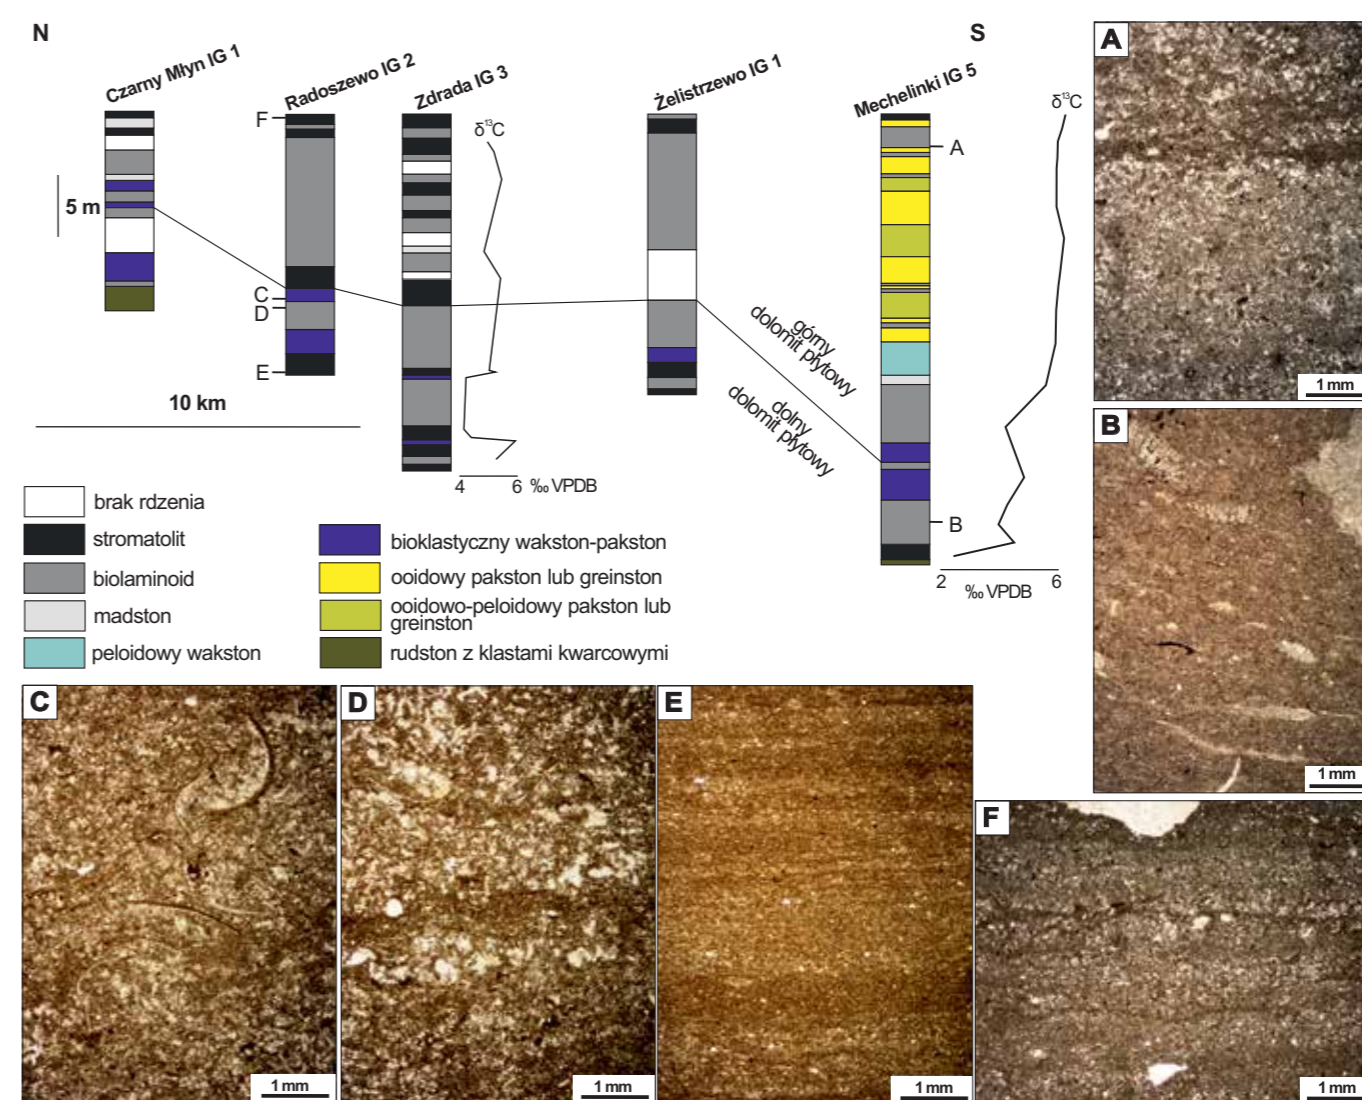 N
S
Czarny Młyn IG 1
Radoszewo IG 2
Zdrada IG 3
Żelistrzewo IG 1
Mechelinki IG 5
δ¹³C
δ¹³C
5 m
F
C
D
E
A
B
górny
dolomit płytowy
dolny
dolomit płytowy
10 km
4 6 ‰ VPDB
2 6
‰ VPDB
brak rdzenia
stromatolit
biolaminoid
madston
peloidowy wakston
bioklastyczny wakston-pakston
ooidowy pakston lub greinston
ooidowo-peloidowy pakston lub
greinston
rudston z klastami kwarcowymi
A
1 mm
B
1 mm
C
1 mm
D
1 mm
E
1 mm
F
1 mm